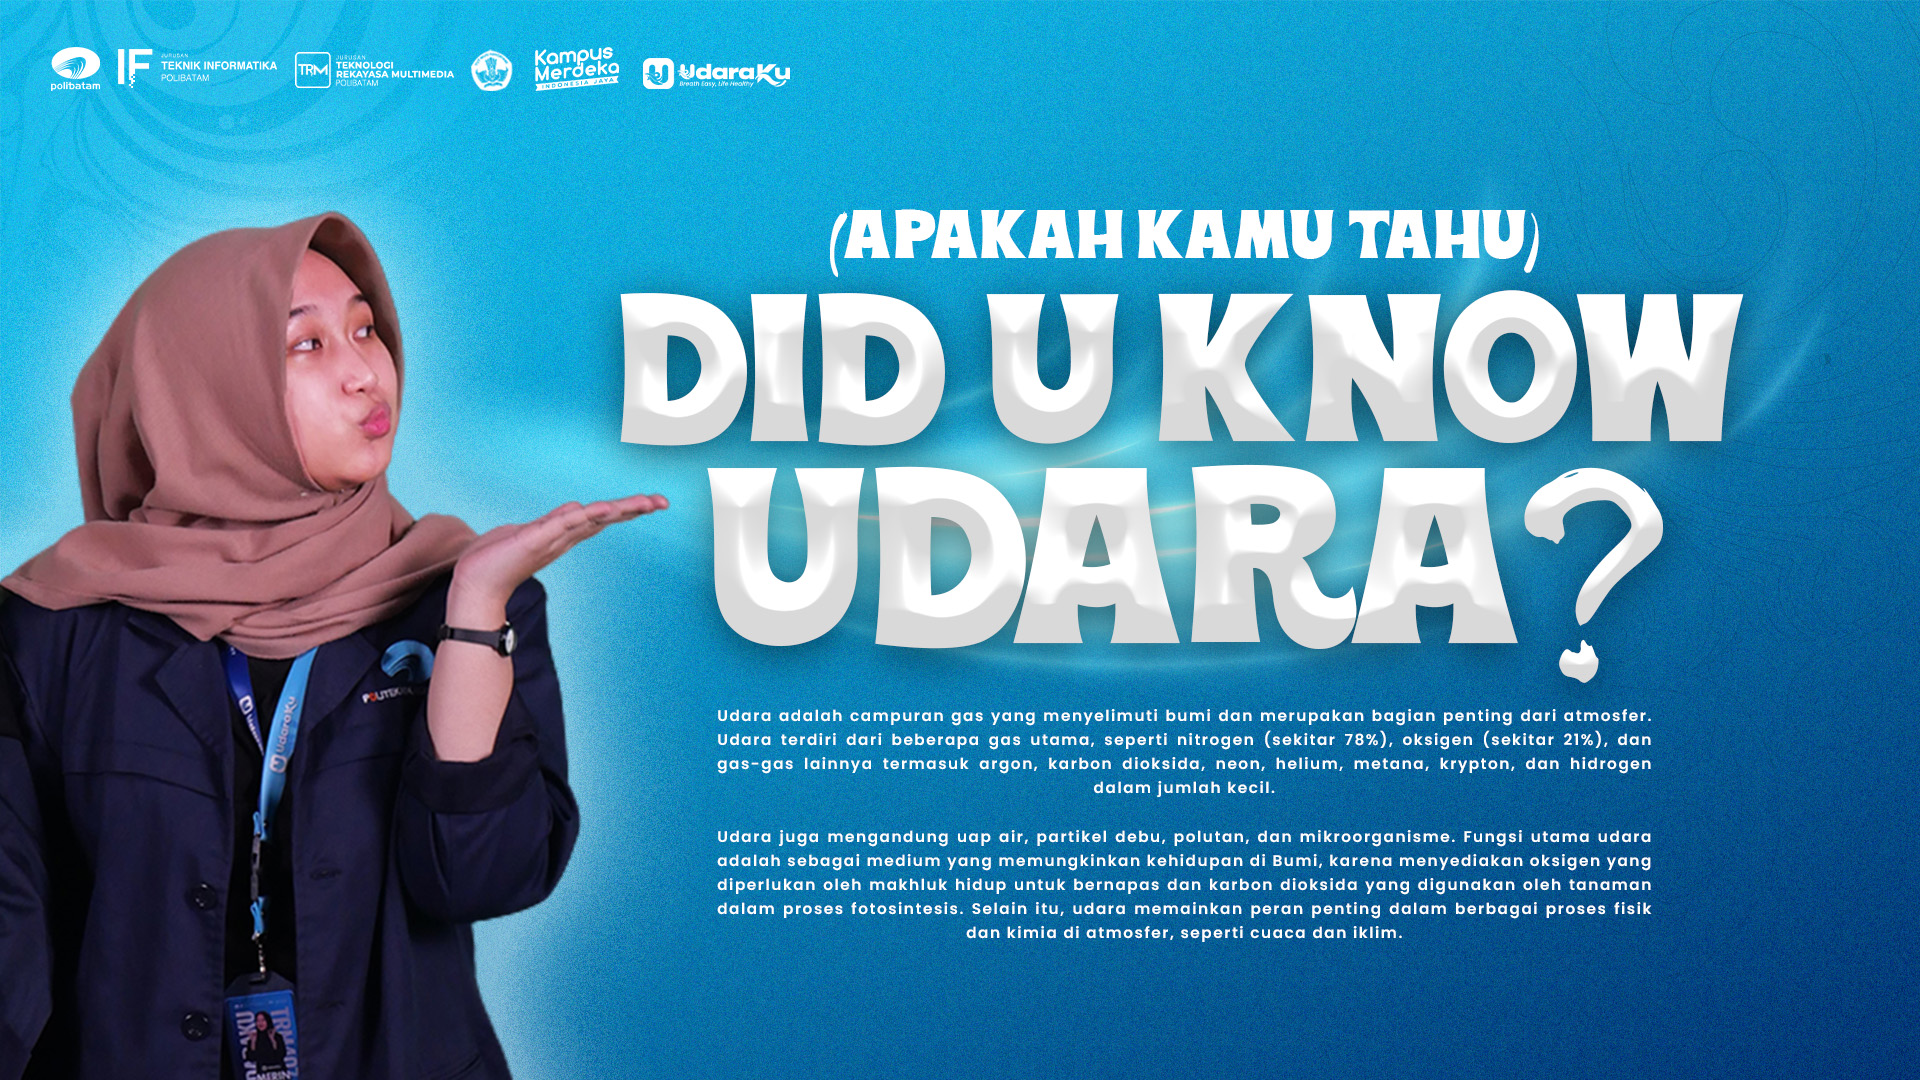 polibatam
IF
JURUSAN
TEKNIK INFORMATIKA
POLIBATAM
TRM
JURUSAN
TEKNOLOGI
REKAYASA MULTIMEDIA
POLIBATAM
Kampus
Merdeka
INDONESIA JAYA
UdaraKu
Breath Easy, Life Healthy
(APAKAH KAMU TAHU)
DID U KNOW
UDARA?
Udara adalah campuran gas yang menyelimuti bumi dan merupakan bagian penting dari atmosfer.
Udara terdiri dari beberapa gas utama, seperti nitrogen (sekitar 78%), oksigen (sekitar 21%), dan
gas-gas lainnya termasuk argon, karbon dioksida, neon, helium, metana, krypton, dan hidrogen
dalam jumlah kecil.
Udara juga mengandung uap air, partikel debu, polutan, dan mikroorganisme. Fungsi utama udara
adalah sebagai medium yang memungkinkan kehidupan di Bumi, karena menyediakan oksigen yang
diperlukan oleh makhluk hidup untuk bernapas dan karbon dioksida yang digunakan oleh tanaman
dalam proses fotosintesis. Selain itu, udara memainkan peran penting dalam berbagai proses fisik
dan kimia di atmosfer, seperti cuaca dan iklim.
UdaraKu